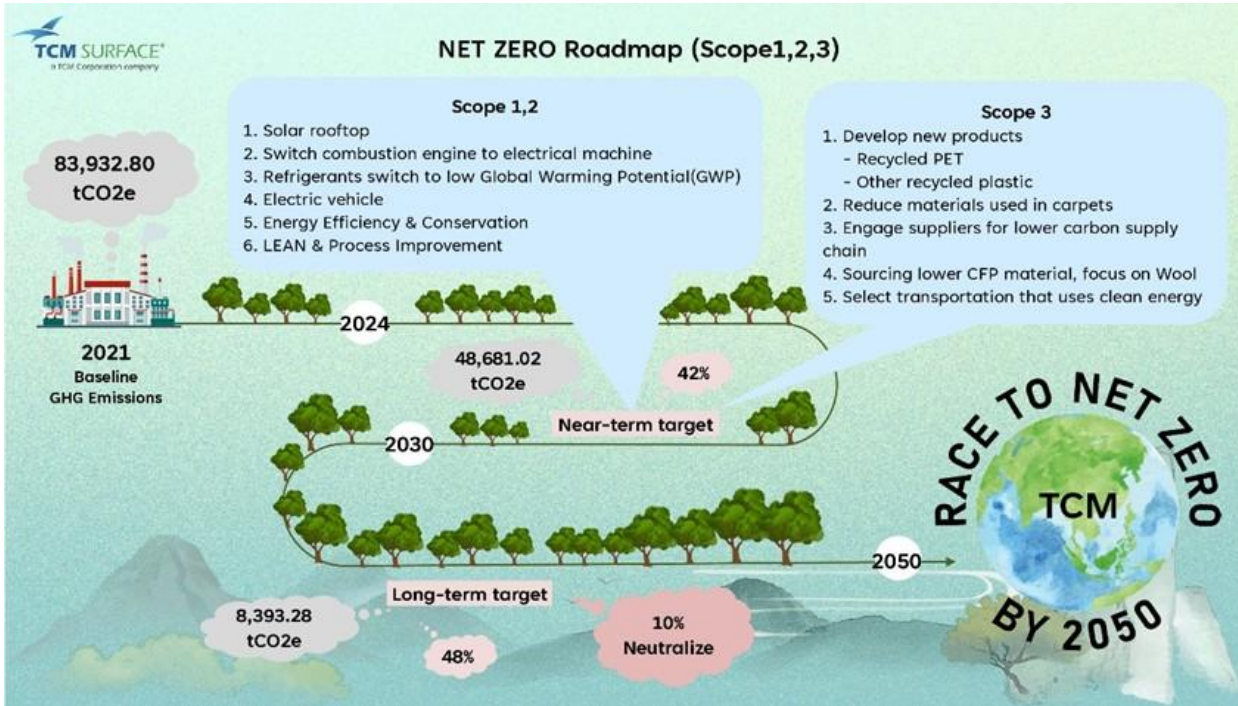 TCM SURFACE®
a TCM Corporation company
NET ZERO Roadmap (Scope1,2,3)
Scope 1,2
1. Solar rooftop
2. Switch combustion engine to electrical machine
3. Refrigerants switch to low Global Warming Potential(GWP)
4. Electric vehicle
5. Energy Efficiency & Conservation
6. LEAN & Process Improvement
Scope 3
1. Develop new products
- Recycled PET
- Other recycled plastic
2. Reduce materials used in carpets
3. Engage suppliers for lower carbon supply
chain
4. Sourcing lower CFP material, focus on Wool
5. Select transportation that uses clean energy
83,932.80
tCO2e
2021
Baseline
GHG Emissions
2024
48,681.02
tCO2e
42%
Near-term target
2030
2050
Long-term target
8,393.28
tCO2e
48%
10%
Neutralize
RACE TO NET ZERO
TCM
BY 2050